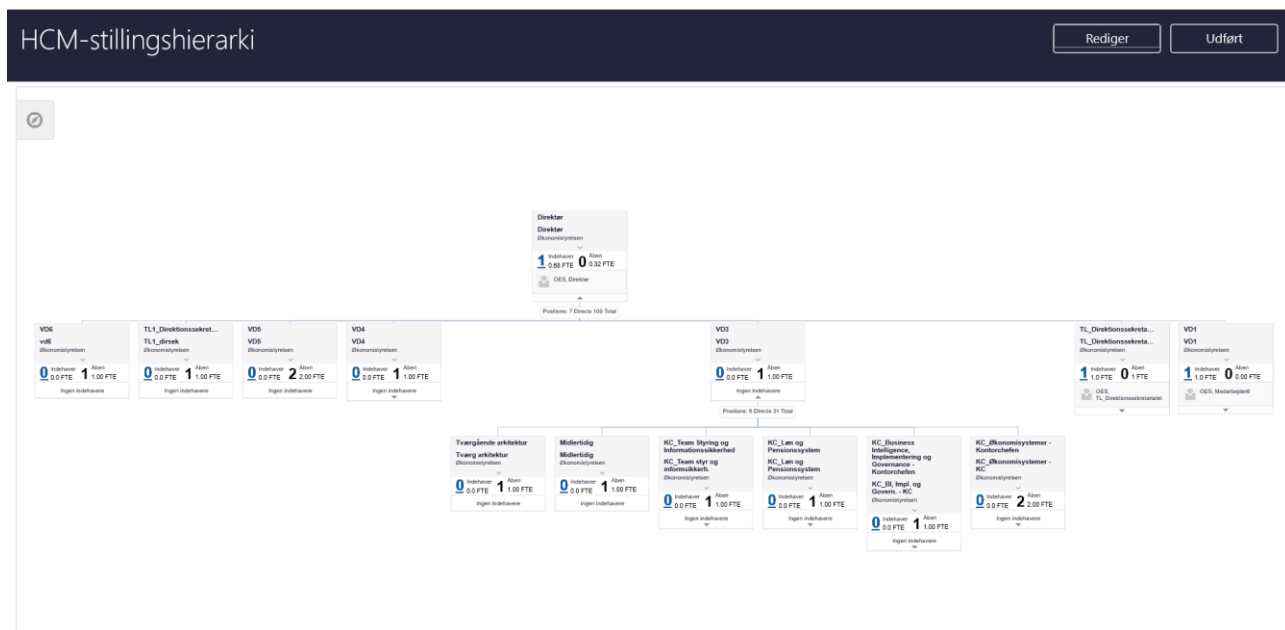 HCM-stillingshierarki
Rediger
Udført
Direktør
Direktør
Økonomistyrelsen
1 Indehaver 0.68 FTE 0 Åben 0.32 FTE
OES, Direktør
Positions: 7 Directs 109 Total
VD6
vd6
Økonomistyrelsen
0 Indehaver 0.0 FTE 1 Åben 1.00 FTE
Ingen indehavere
TL1_Direktionssekret...
TL1_dirsek
Økonomistyrelsen
0 Indehaver 0.0 FTE 1 Åben 1.00 FTE
Ingen indehavere
VD5
VD5
Økonomistyrelsen
0 Indehaver 0.0 FTE 2 Åben 2.00 FTE
Ingen indehavere
VD4
VD4
Økonomistyrelsen
0 Indehaver 0.0 FTE 1 Åben 1.00 FTE
Ingen indehavere
VD3
VD3
Økonomistyrelsen
0 Indehaver 0.0 FTE 1 Åben 1.00 FTE
Ingen indehavere
Positions: 6 Directs 31 Total
TL_Direktionssekreta...
TL_Direktionssekreta...
Økonomistyrelsen
1 Indehaver 1.0 FTE 0 Åben 1 FTE
OES,
TL_Direktionssekretariatet
VD1
VD1
Økonomistyrelsen
1 Indehaver 1.0 FTE 0 Åben 0.00 FTE
OES, Medarbejder6
Tværgående arkitektur
Tværg arkitektur
Økonomistyrelsen
0 Indehaver 0.0 FTE 1 Åben 1.00 FTE
Ingen indehavere
Midlertidig
Midlertidig
Økonomistyrelsen
0 Indehaver 0.0 FTE 1 Åben 1.00 FTE
Ingen indehavere
KC_Team Styring og
Informationssikkerhed
KC_Team styr og
informsikkerh.
Økonomistyrelsen
0 Indehaver 0.0 FTE 1 Åben 1.00 FTE
Ingen indehavere
KC_Løn og
Pensionssystem
KC_Løn og
Pensionssystem
Økonomistyrelsen
0 Indehaver 0.0 FTE 1 Åben 1.00 FTE
Ingen indehavere
KC_Business
Intelligence,
Implementering og
Governance -
Kontorchefen
KC_BI, Impl. og
Govern. - KC
Økonomistyrelsen
0 Indehaver 0.0 FTE 1 Åben 1.00 FTE
Ingen indehavere
KC_Økonomisystemer -
Kontorchefen
KC_Økonomisystemer -
KC
Økonomistyrelsen
0 Indehaver 0.0 FTE 2 Åben 2.00 FTE
Ingen indehavere